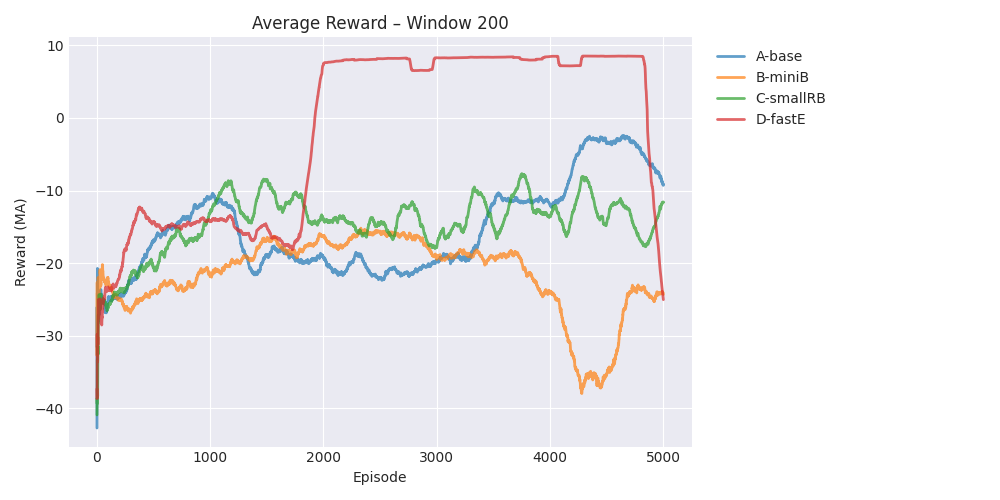 Average Reward – Window 200
Reward (MA)
10
0
−10
−20
−30
−40
0
1000
2000
3000
4000
5000
Episode
A-base
B-miniB
C-smallRB
D-fastE